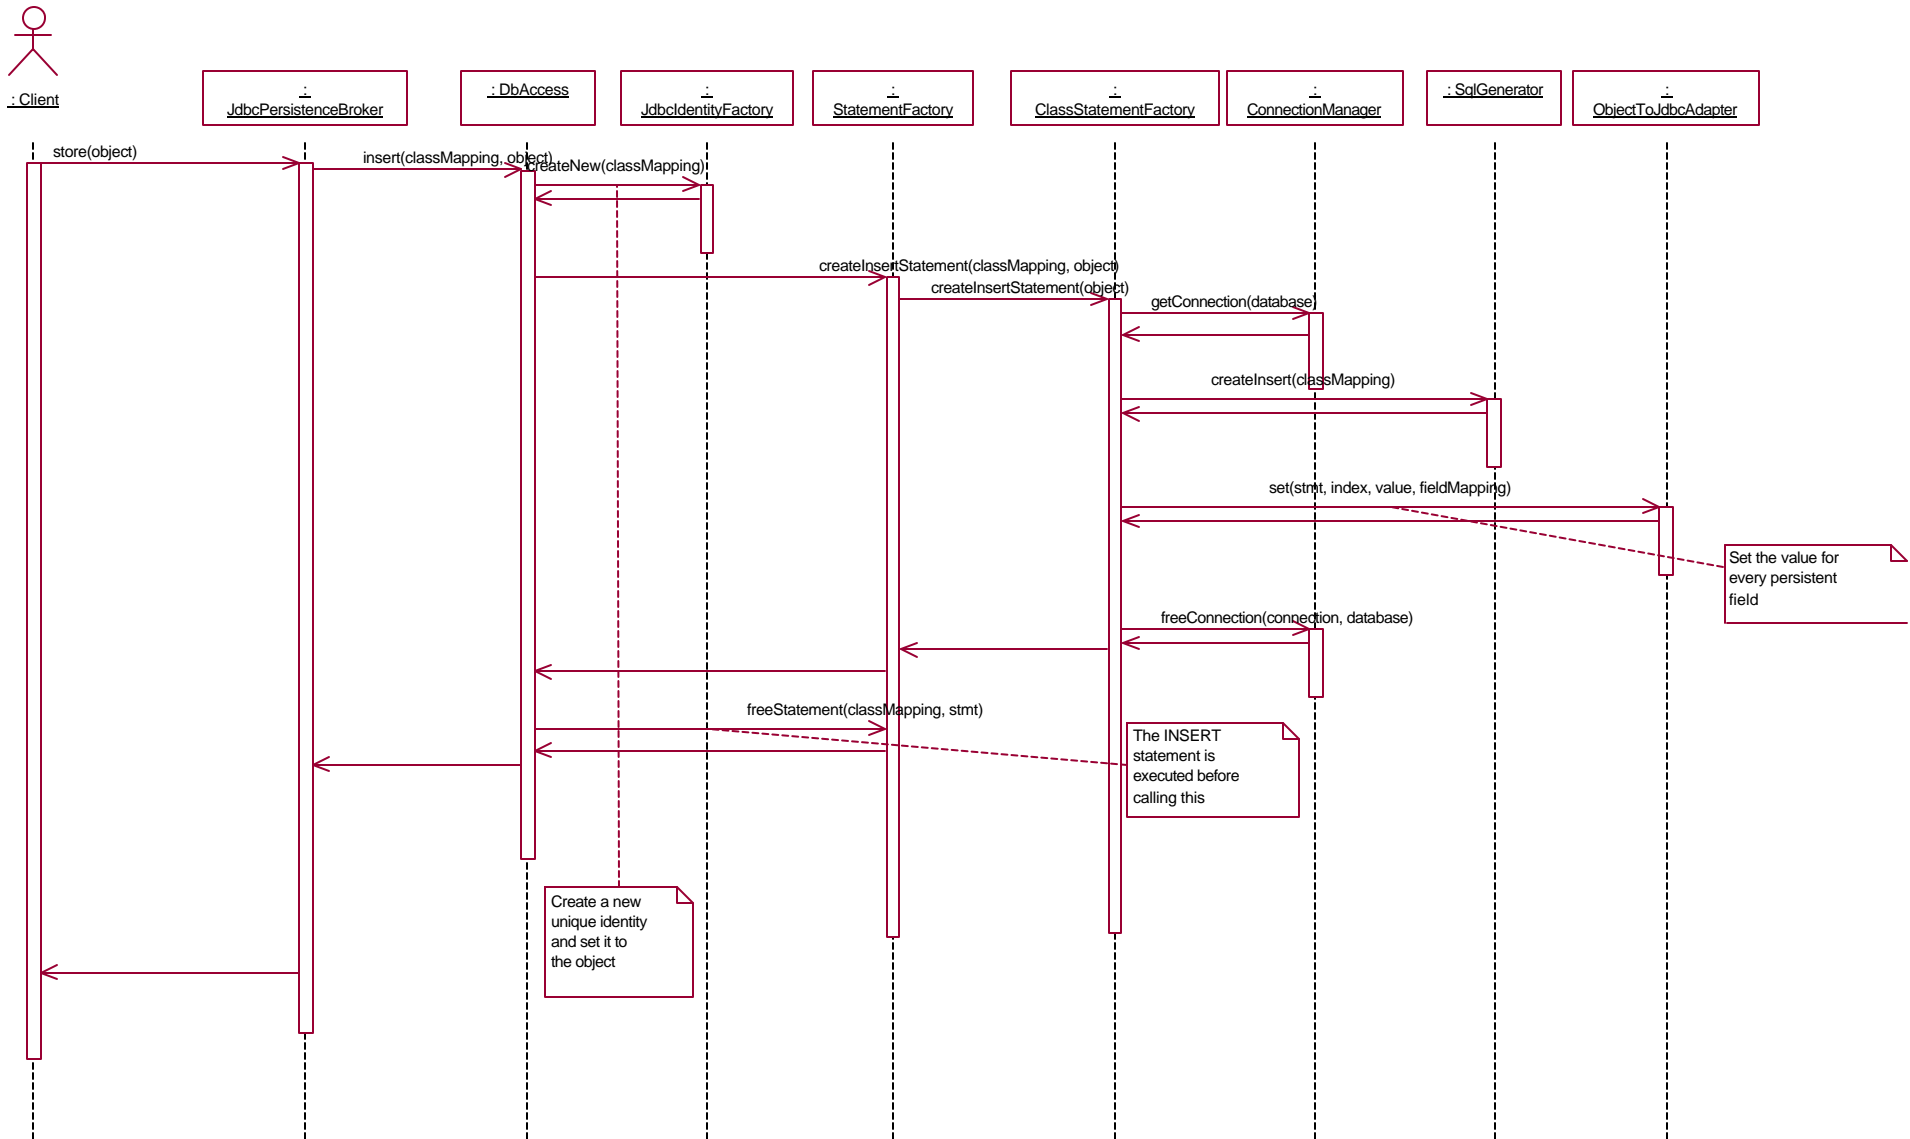 : Client
:
JdbcPersistenceBroker
: DbAccess
:
JdbcIdentityFactory
:
StatementFactory
:
ClassStatementFactory
:
ConnectionManager
: SqlGenerator
:
ObjectToJdbcAdapter
store(object)
insert(classMapping, object)
createNew(classMapping)
createInsertStatement(classMapping, object)
createInsertStatement(object)
getConnection(database)
createInsert(classMapping)
set(stmt, index, value, fieldMapping)
Set the value for
every persistent
field
freeConnection(connection, database)
freeStatement(classMapping, stmt)
The INSERT
statement is
executed before
calling this
Create a new
unique identity
and set it to
the object